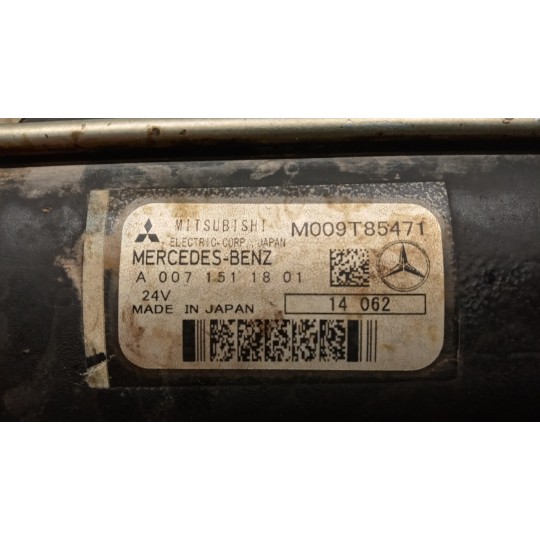 MITSUBISHI M009T85471
ELECTRIC CORP. JAPAN
MERCEDES-BENZ
A 007 151 18 01
24V 14 062
MADE IN JAPAN